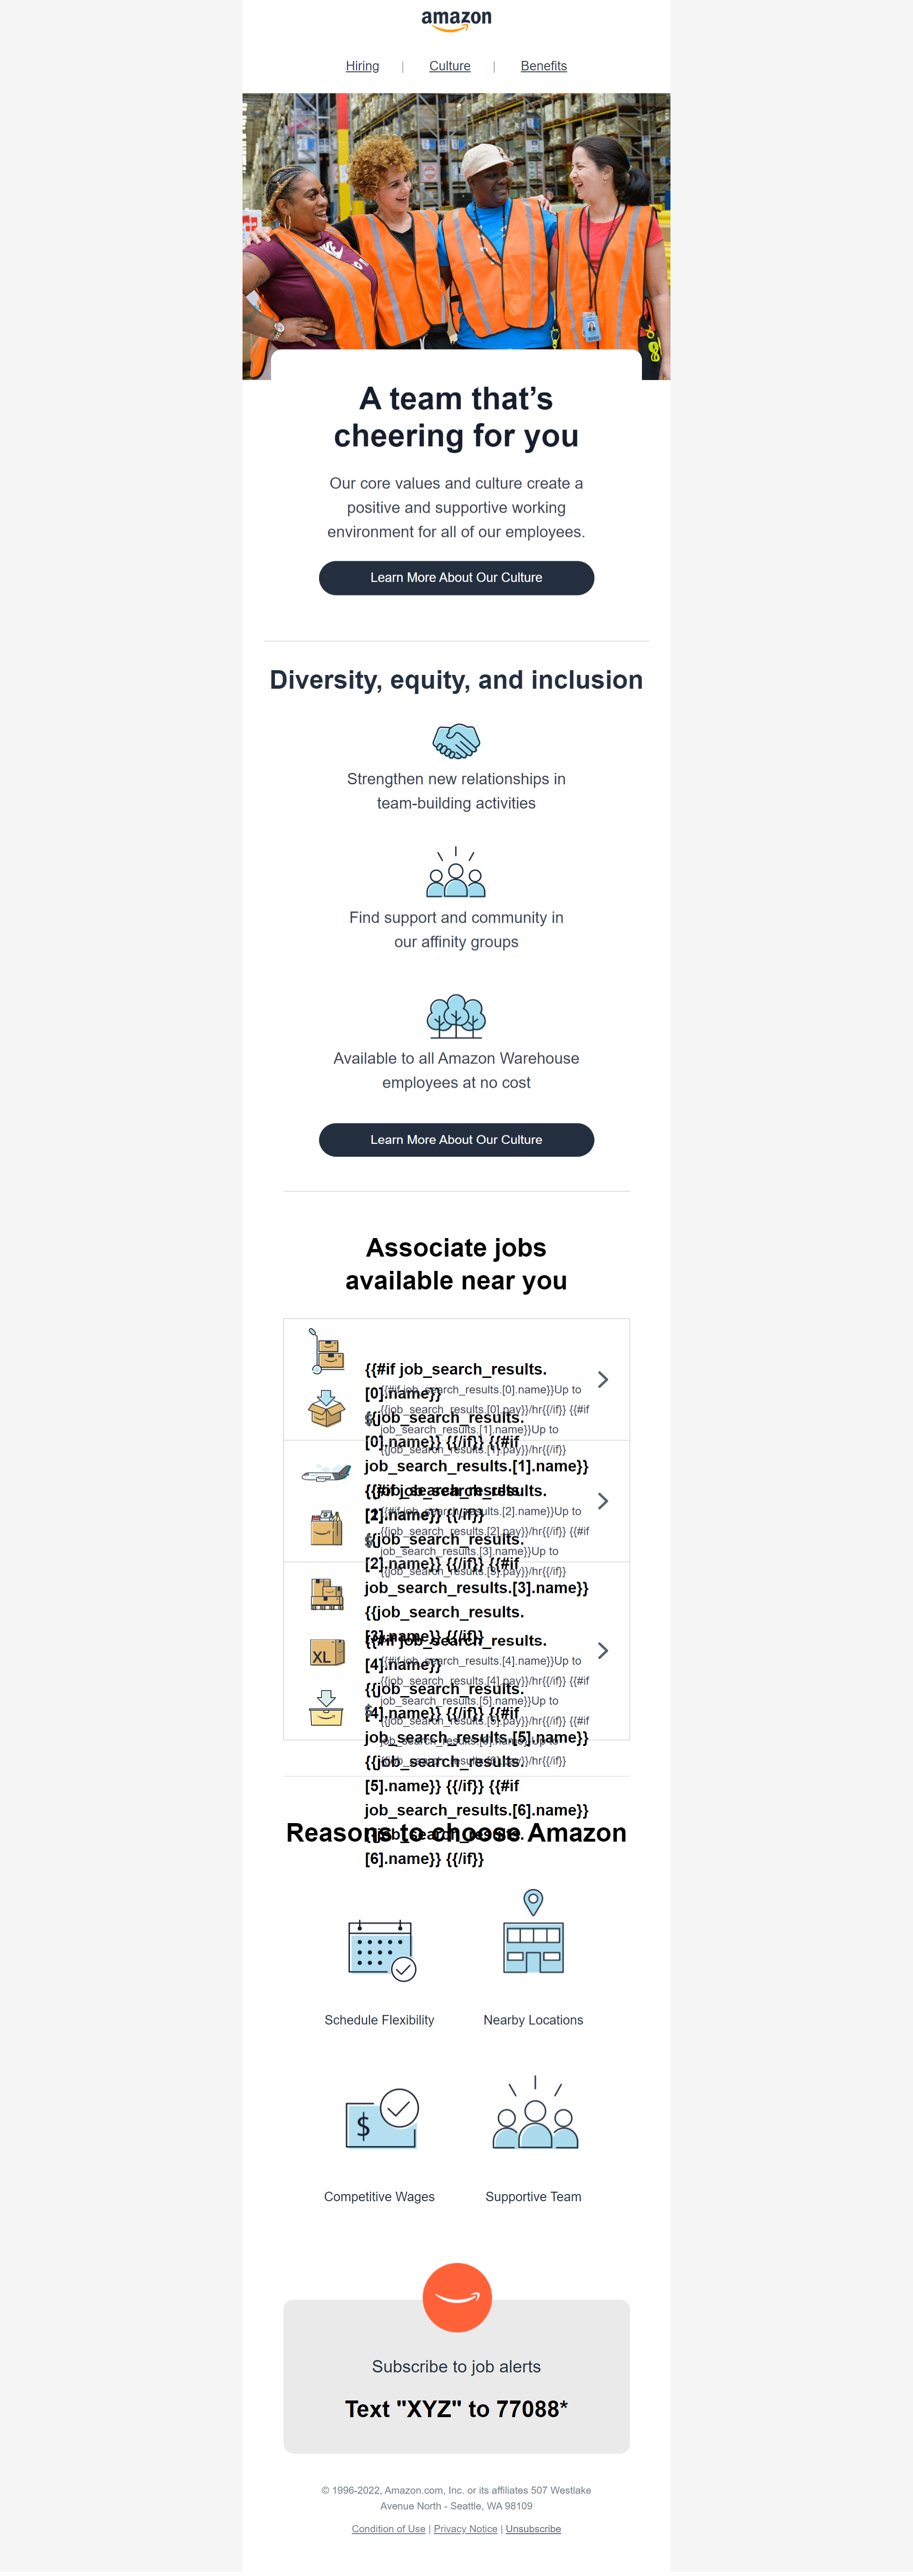 amazon
Hiring | Culture | Benefits
A team that’s
cheering for you
Our core values and culture create a
positive and supportive working
environment for all of our employees.
Learn More About Our Culture
Diversity, equity, and inclusion
Strengthen new relationships in
team-building activities
Find support and community in
our affinity groups
Available to all Amazon Warehouse
employees at no cost
Learn More About Our Culture
Associate jobs
available near you
{{#if job_search_results.
[0].name}}
{{job_search_results.
[0].name}} {{/if}} {{#if
job_search_results.[1].name}}
{{job_search_results.
[1].name}} {{/if}}
$
{{#if job_search_results.[0].name}}Up to
{{job_search_results.[0].pay}}/hr{{/if}} {{#if
job_search_results.[1].name}}Up to
{{job_search_results.[1].pay}}/hr{{/if}}
{{#if job_search_results.
[2].name}}
{{job_search_results.
[2].name}} {{/if}} {{#if
job_search_results.[3].name}}
{{job_search_results.
[3].name}} {{/if}}
$
{{#if job_search_results.[2].name}}Up to
{{job_search_results.[2].pay}}/hr{{/if}} {{#if
job_search_results.[3].name}}Up to
{{job_search_results.[3].pay}}/hr{{/if}}
XL
{{#if job_search_results.
[4].name}}
{{job_search_results.
[4].name}} {{/if}} {{#if
job_search_results.[5].name}}
{{job_search_results.
[5].name}} {{/if}} {{#if
job_search_results.[6].name}}
{{job_search_results.
[6].name}} {{/if}}
$
{{#if job_search_results.[4].name}}Up to
{{job_search_results.[4].pay}}/hr{{/if}} {{#if
job_search_results.[5].name}}Up to
{{job_search_results.[5].pay}}/hr{{/if}} {{#if
job_search_results.[6].name}}Up to
{{job_search_results.[6].pay}}/hr{{/if}}
Reasons to choose Amazon
Schedule Flexibility
Nearby Locations
$
Competitive Wages
Supportive Team
Subscribe to job alerts
Text "XYZ" to 77088*
© 1996-2022, Amazon.com, Inc. or its affiliates 507 Westlake
Avenue North - Seattle, WA 98109
Condition of Use | Privacy Notice | Unsubscribe